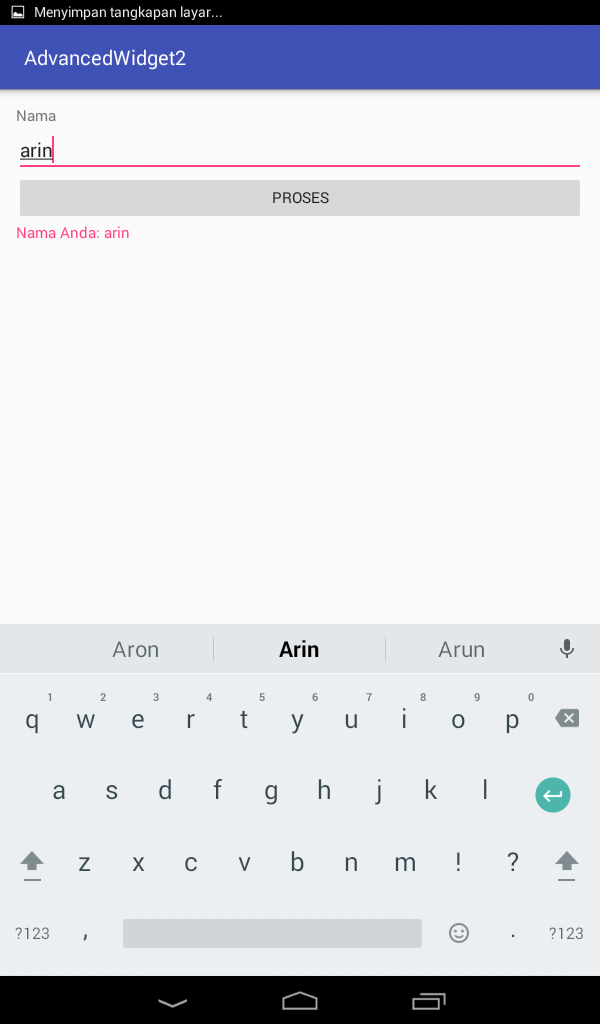 Menyimpan tangkapan layar...
AdvancedWidget2
Nama
arin
PROSES
Nama Anda: arin
Aron Arin Arun
1 2 3 4 5 6 7 8 9 0
q w e r t y u i o p
a s d f g h j k l
z x c v b n m ! ?
?123 , . ?123